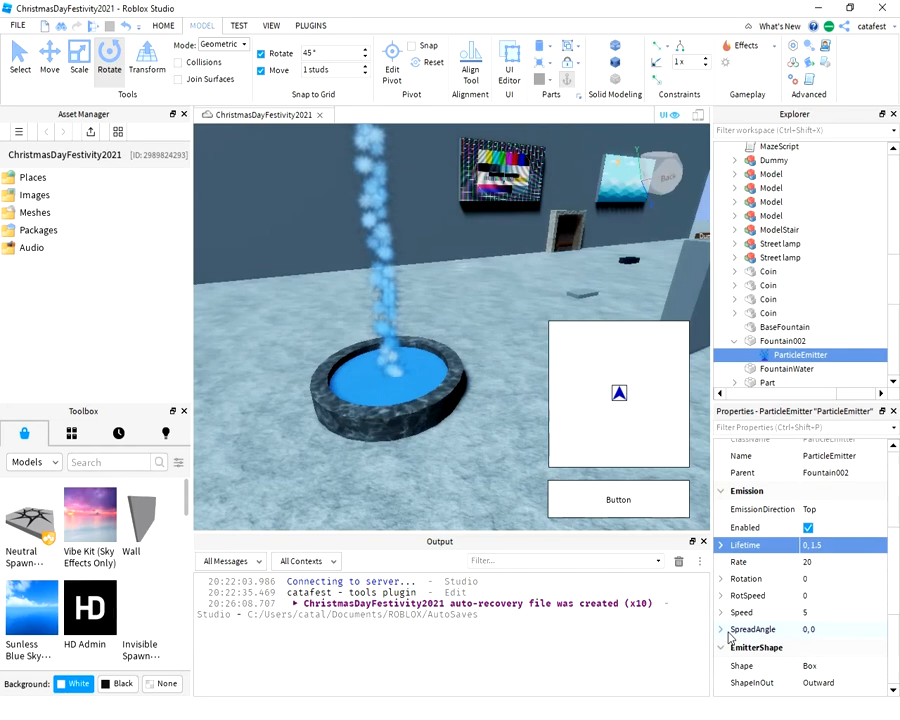 ChristmasDayFestivity2021 - Roblox Studio
FILE HOME MODEL TEST VIEW PLUGINS What's New catafest
Mode: Geometric
Collisions
Join Surfaces
Select Move Scale Rotate Transform
Tools
Rotate 45°
Move 1 studs
Snap to Grid
Edit Pivot
Snap
Reset
Pivot
Align Tool
Alignment
UI Editor
UI
Parts
Solid Modeling
1 x
Constraints
Effects
Gameplay
Advanced
Asset Manager
ChristmasDayFestivity2021 [ID: 2989824293]
Places
Images
Meshes
Packages
Audio
Toolbox
Models Search
Neutral Spawn-···
Vibe Kit (Sky Effects Only)
Wall
Sunless Blue Sky···
HD
HD Admin
Invisible Spawn-···
Background: White Black None
ChristmasDayFestivity2021
UI
Back
Y
Button
Output
All Messages All Contexts Filter...
20:22:03.986 Connecting to server... - Studio
20:22:35.469 catafest - tools plugin - Edit
20:26:08.707 ChristmasDayFestivity2021 auto-recovery file was created (x10) -
Studio - C:/Users/catal/Documents/ROBLOX/AutoSaves
Explorer
Filter workspace (Ctrl+Shift+X)
MazeScript
Dummy
Model
Model
Model
Model
ModelStair
Street lamp
Street lamp
Coin
Coin
Coin
Coin
BaseFountain
Fountain002
ParticleEmitter
FountainWater
Part
Properties - ParticleEmitter "ParticleEmitter"
Filter Properties (Ctrl+Shift+P)
ClassName ParticleEmitter
Name ParticleEmitter
Parent Fountain002
Emission
EmissionDirection Top
Enabled
Lifetime 0, 1.5
Rate 20
Rotation 0
RotSpeed 0
Speed 5
SpreadAngle 0, 0
EmitterShape
Shape Box
ShapeInOut Outward